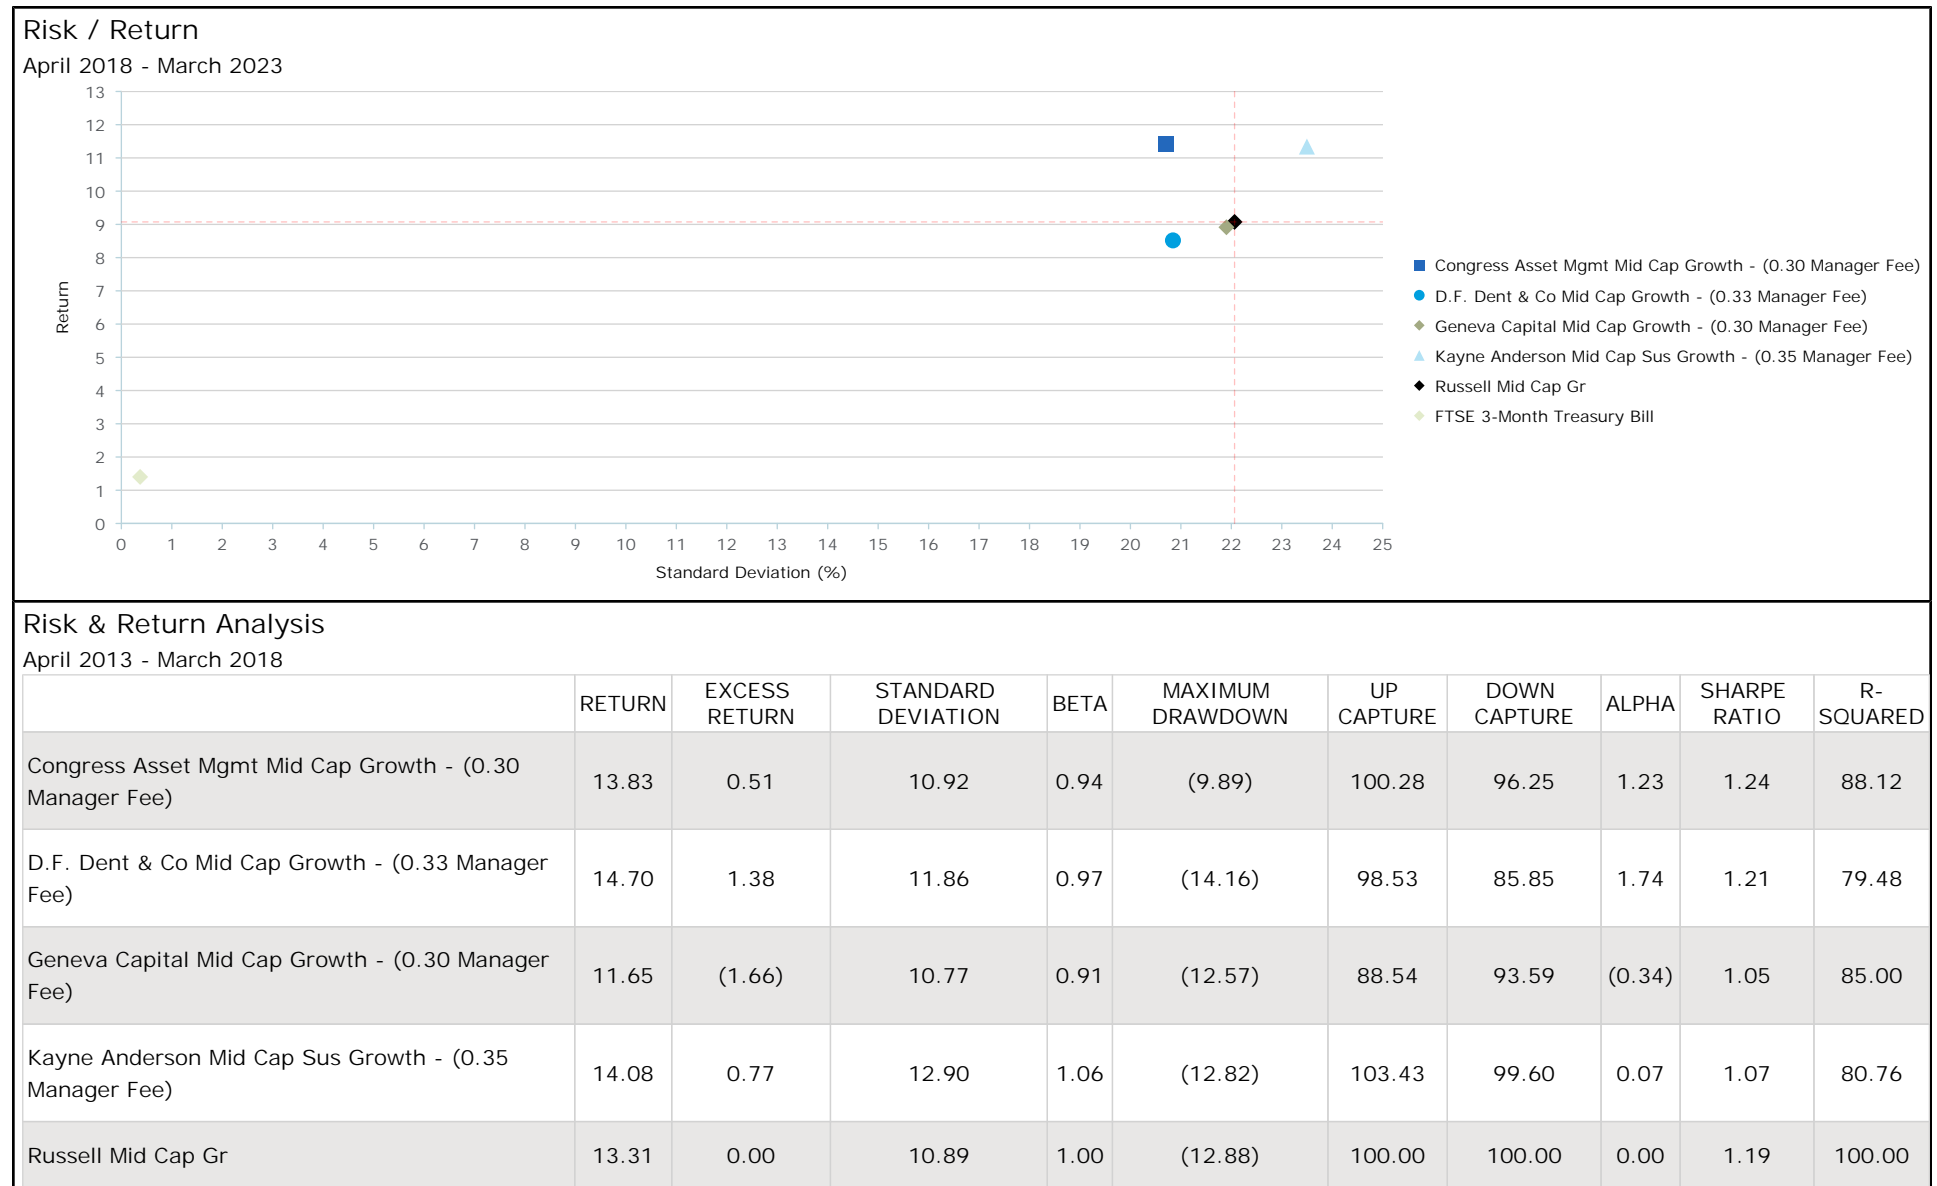 Risk / Return
April 2018 - March 2023
13
12
11
10
9
8
7
6
5
4
3
2
1
0
Return
0 1 2 3 4 5 6 7 8 9 10 11 12 13 14 15 16 17 18 19 20 21 22 23 24 25
Standard Deviation (%)
Congress Asset Mgmt Mid Cap Growth - (0.30 Manager Fee)
D.F. Dent & Co Mid Cap Growth - (0.33 Manager Fee)
Geneva Capital Mid Cap Growth - (0.30 Manager Fee)
Kayne Anderson Mid Cap Sus Growth - (0.35 Manager Fee)
Russell Mid Cap Gr
FTSE 3-Month Treasury Bill
Risk & Return Analysis
April 2013 - March 2018
RETURN
EXCESS
RETURN
STANDARD
DEVIATION
BETA
MAXIMUM
DRAWDOWN
UP
CAPTURE
DOWN
CAPTURE
ALPHA
SHARPE
RATIO
R-
SQUARED
Congress Asset Mgmt Mid Cap Growth - (0.30
Manager Fee)
13.83 0.51 10.92 0.94 (9.89) 100.28 96.25 1.23 1.24 88.12
D.F. Dent & Co Mid Cap Growth - (0.33 Manager
Fee)
14.70 1.38 11.86 0.97 (14.16) 98.53 85.85 1.74 1.21 79.48
Geneva Capital Mid Cap Growth - (0.30 Manager
Fee)
11.65 (1.66) 10.77 0.91 (12.57) 88.54 93.59 (0.34) 1.05 85.00
Kayne Anderson Mid Cap Sus Growth - (0.35
Manager Fee)
14.08 0.77 12.90 1.06 (12.82) 103.43 99.60 0.07 1.07 80.76
Russell Mid Cap Gr 13.31 0.00 10.89 1.00 (12.88) 100.00 100.00 0.00 1.19 100.00